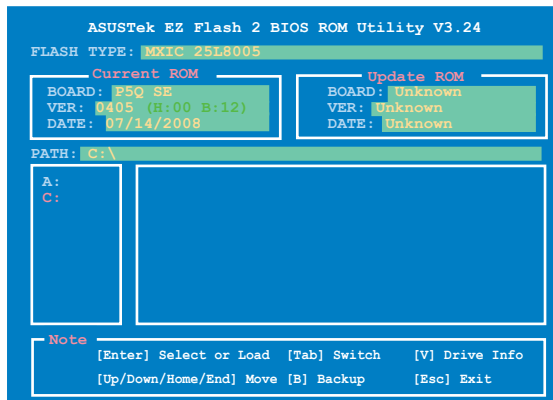 ASUSTek EZ Flash 2 BIOS ROM Utility V3.24
FLASH TYPE: MXIC 25L8005
Current ROM
BOARD: P5Q SE
VER: 0405 (H:00 B:12)
DATE: 07/14/2008
Update ROM
BOARD: Unknown
VER: Unknown
DATE: Unknown
PATH: C:\
A:
C:
Note
[Enter] Select or Load [Tab] Switch [V] Drive Info
[Up/Down/Home/End] Move [B] Backup [Esc] Exit